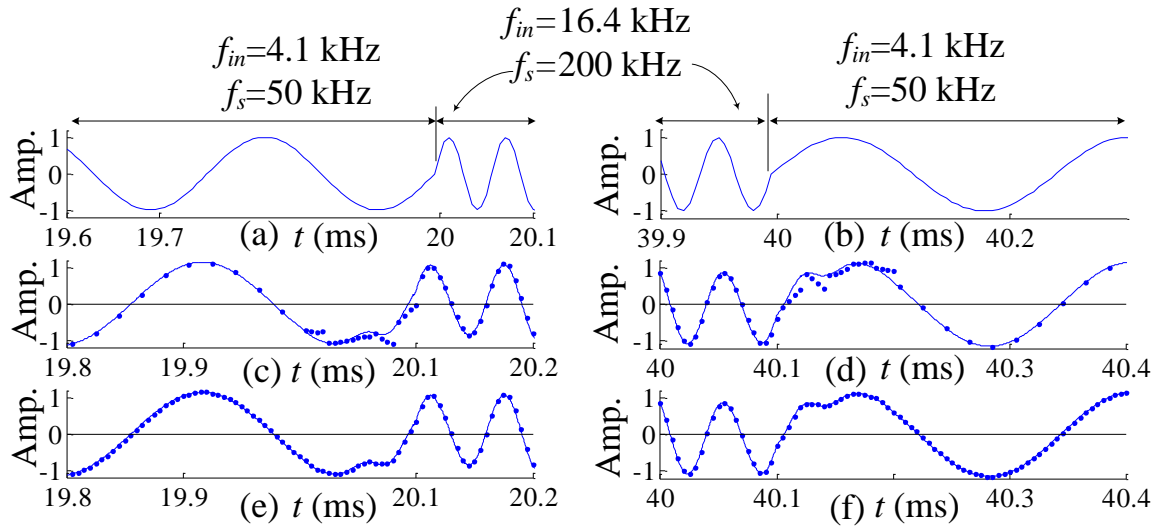 f_in=4.1 kHz
f_s=50 kHz
f_in=16.4 kHz
f_s=200 kHz
f_in=4.1 kHz
f_s=50 kHz
Amp.
1
0
-1
19.6 19.7 20 20.1
(a) t (ms)
Amp.
1
0
-1
39.9 40 40.2
(b) t (ms)
Amp.
1
0
-1
19.8 19.9 20.1 20.2
(c) t (ms)
Amp.
1
0
-1
40 40.1 40.3 40.4
(d) t (ms)
Amp.
1
0
-1
19.8 19.9 20.1 20.2
(e) t (ms)
Amp.
1
0
-1
40 40.1 40.3 40.4
(f) t (ms)